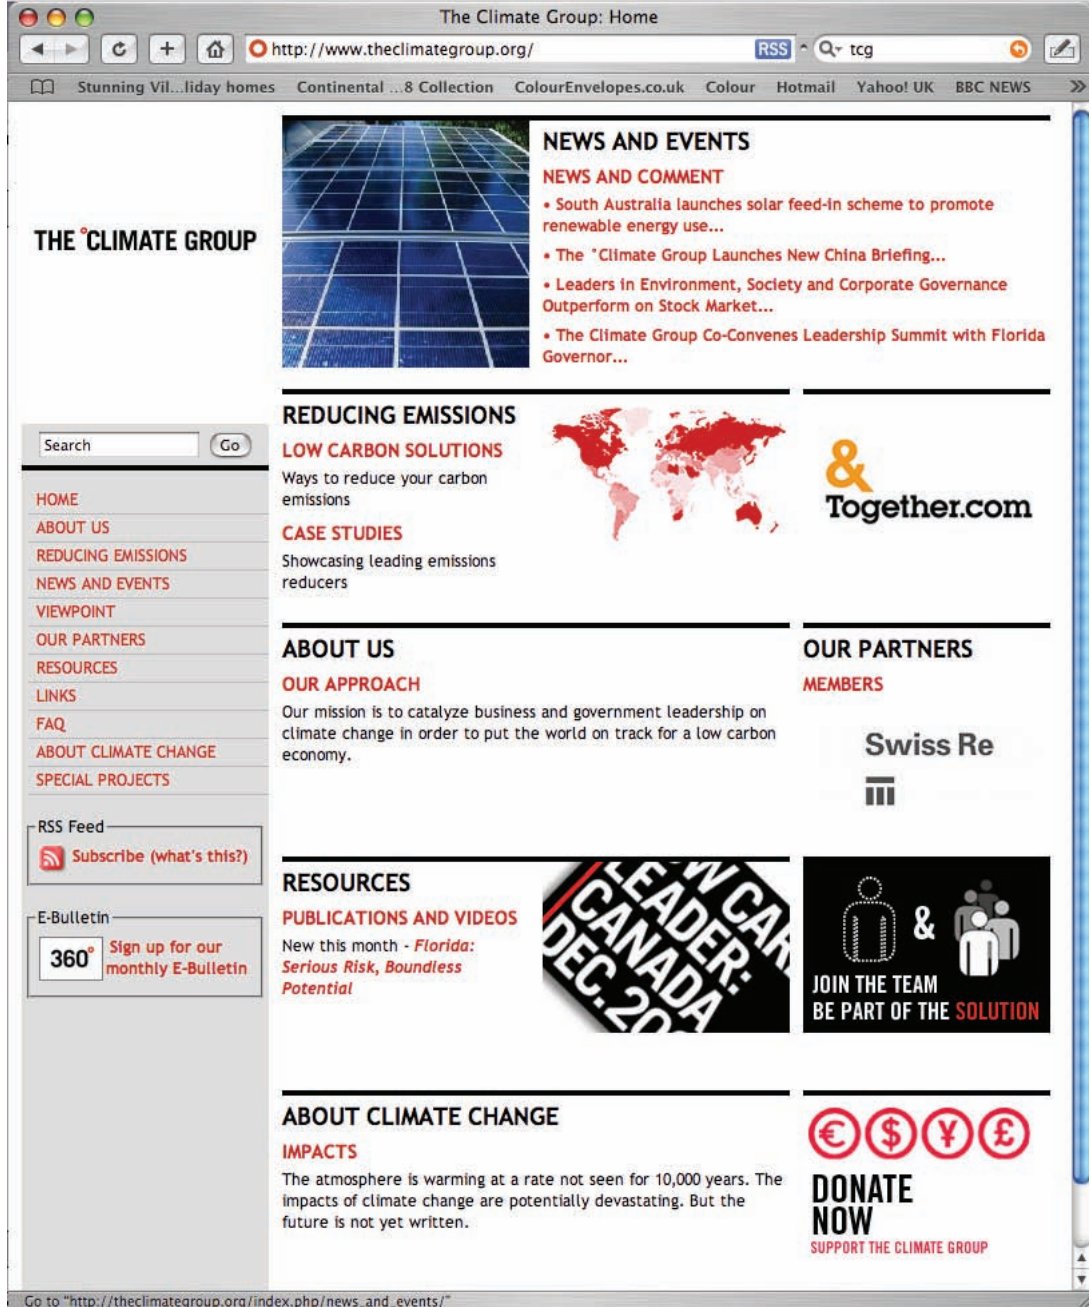 The Climate Group: Home
http://www.theclimategroup.org/
RSS
tcg
Stunning Vil...liday homes Continental ...8 Collection ColourEnvelopes.co.uk Colour Hotmail Yahoo! UK BBC NEWS
THE °CLIMATE GROUP
Search
Go
HOME
ABOUT US
REDUCING EMISSIONS
NEWS AND EVENTS
VIEWPOINT
OUR PARTNERS
RESOURCES
LINKS
FAQ
ABOUT CLIMATE CHANGE
SPECIAL PROJECTS
RSS Feed
Subscribe (what's this?)
E-Bulletin
360°
Sign up for our
monthly E-Bulletin
NEWS AND EVENTS
NEWS AND COMMENT
• South Australia launches solar feed-in scheme to promote
renewable energy use...
• The °Climate Group Launches New China Briefing...
• Leaders in Environment, Society and Corporate Governance
Outperform on Stock Market...
• The Climate Group Co-Convenes Leadership Summit with Florida
Governor...
REDUCING EMISSIONS
LOW CARBON SOLUTIONS
Ways to reduce your carbon
emissions
CASE STUDIES
Showcasing leading emissions
reducers
&
Together.com
ABOUT US
OUR APPROACH
Our mission is to catalyze business and government leadership on
climate change in order to put the world on track for a low carbon
economy.
OUR PARTNERS
MEMBERS
Swiss Re
RESOURCES
PUBLICATIONS AND VIDEOS
New this month - Florida:
Serious Risk, Boundless
Potential
W CAR
LEADER:
CANADA
DEC. 20
&
JOIN THE TEAM
BE PART OF THE SOLUTION
ABOUT CLIMATE CHANGE
IMPACTS
The atmosphere is warming at a rate not seen for 10,000 years. The
impacts of climate change are potentially devastating. But the
future is not yet written.
€ $ ¥ £
DONATE
NOW
SUPPORT THE CLIMATE GROUP
Go to "http://theclimategroup.org/index.php/news_and_events/"